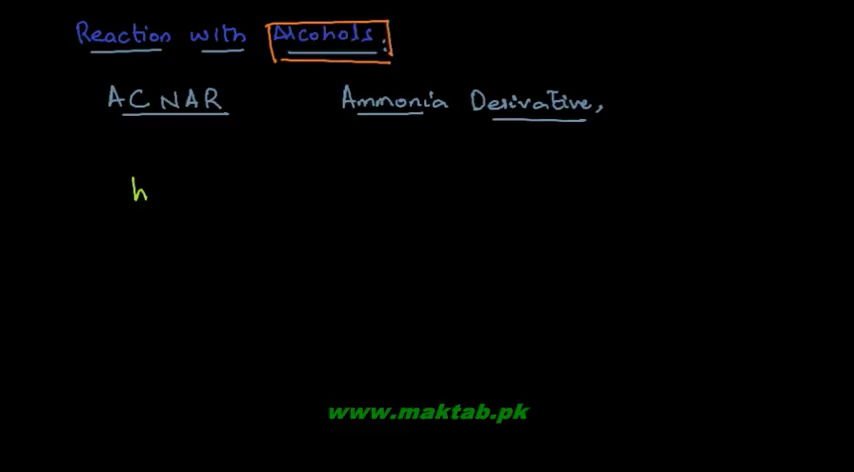 Reaction with Alcohols:
ACNAR Ammonia Derivative,
h
www.maktab.pk